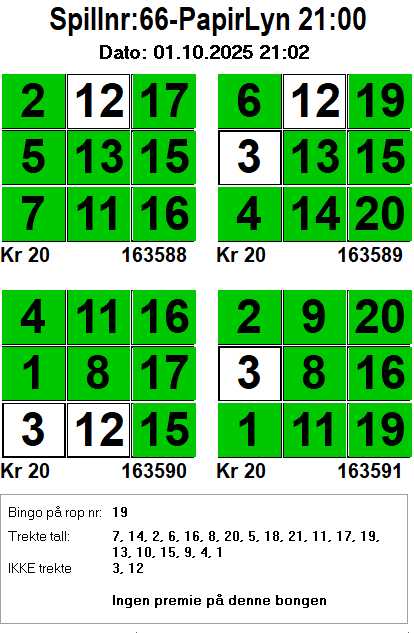 Spillnr:66-PapirLyn 21:00
Dato: 01.10.2025 21:02
2 12 17 6 12 19
5 13 15 3 13 15
7 11 16 4 14 20
Kr 20 163588 Kr 20 163589
4 11 16 2 9 20
1 8 17 3 8 16
3 12 15 1 11 19
Kr 20 163590 Kr 20 163591
Bingo på rop nr: 19
Trekte tall: 7, 14, 2, 6, 16, 8, 20, 5, 18, 21, 11, 17, 19,
13, 10, 15, 9, 4, 1
IKKE trekte 3, 12
Ingen premie på denne bongen